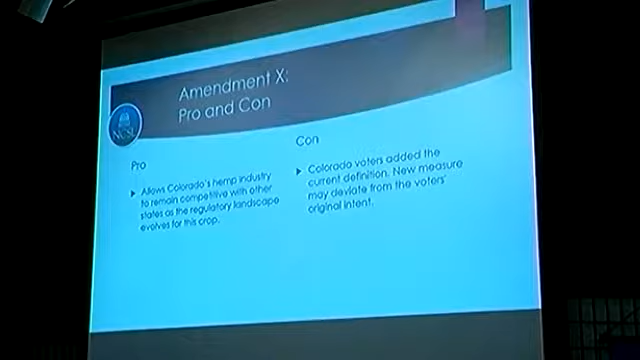 Amendment X:
Pro and Con
NCSL
Pro
Allows Colorado's hemp industry
to remain competitive with other
states as the regulatory landscape
evolves for this crop.
Con
Colorado voters added the
current definition. New measure
may deviate from the voters'
original intent.